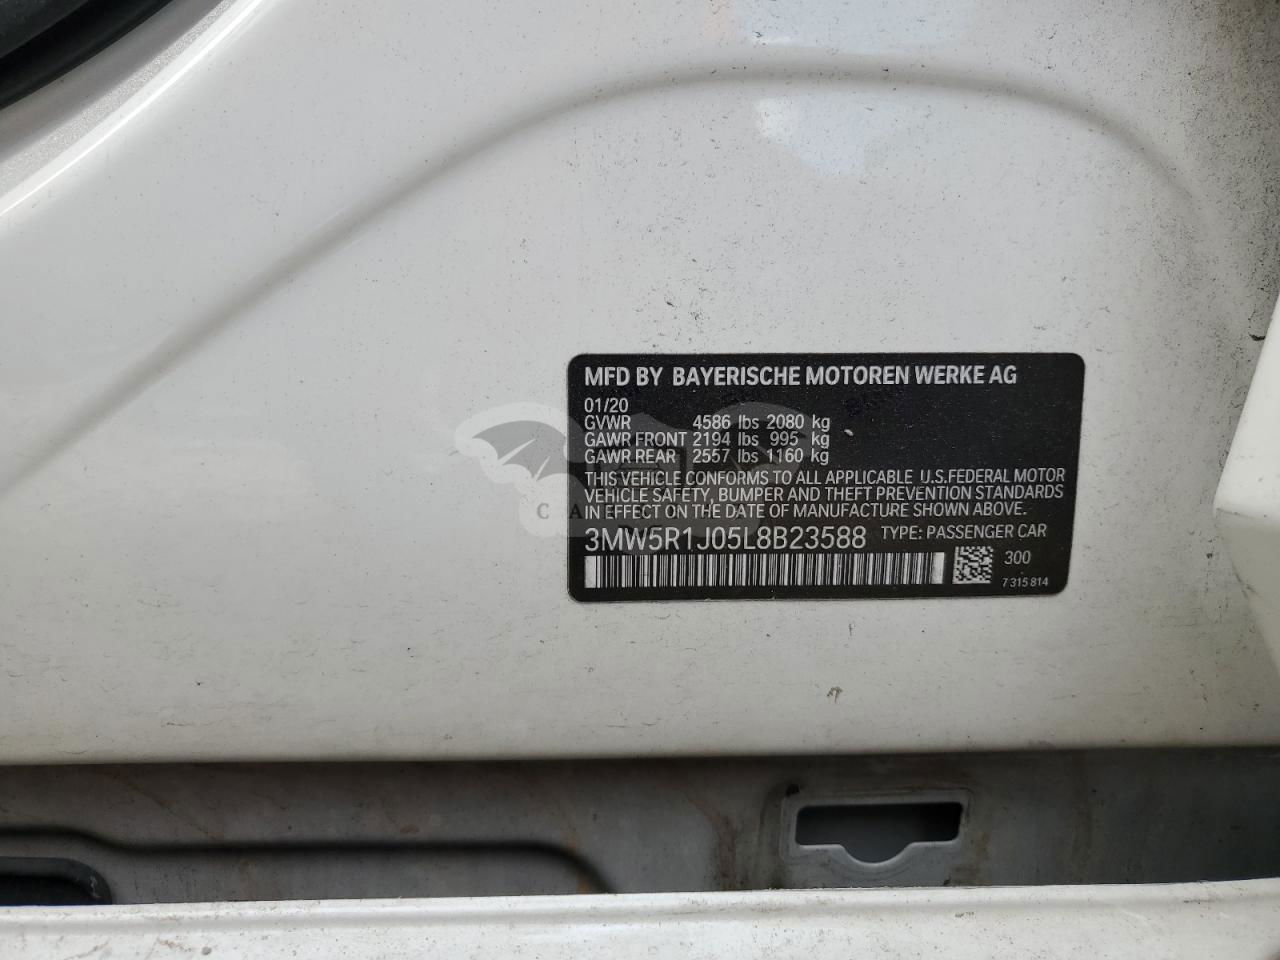 MFD BY BAYERISCHE MOTOREN WERKE AG
01/20
GVWR 4586 lbs 2080 kg
GAWR FRONT 2194 lbs 995 kg
GAWR REAR 2557 lbs 1160 kg
THIS VEHICLE CONFORMS TO ALL APPLICABLE U.S.FEDERAL MOTOR
VEHICLE SAFETY, BUMPER AND THEFT PREVENTION STANDARDS
IN EFFECT ON THE DATE OF MANUFACTURE SHOWN ABOVE.
3MW5R1J05L8B23588 TYPE: PASSENGER CAR
300
7 315 814